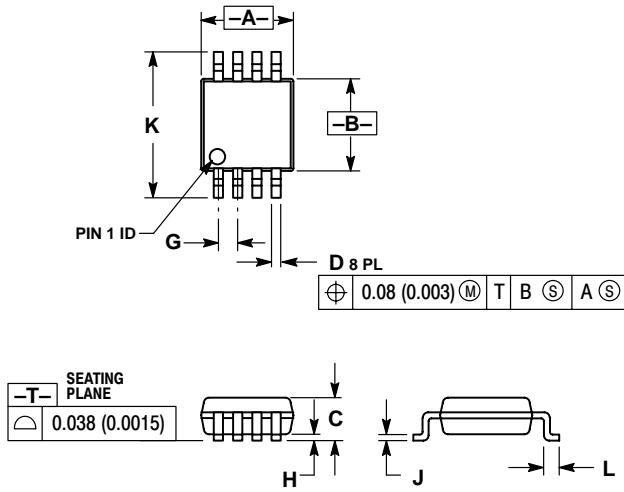 –A–
K
–B–
PIN 1 ID
G
D 8 PL
⌖ 0.08 (0.003) Ⓜ T B Ⓢ A Ⓢ
–T– SEATING
PLANE
⌓ 0.038 (0.0015)
C
H
J
L